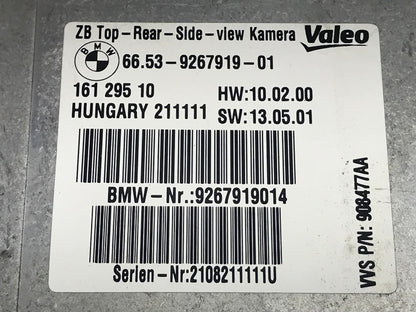 ZB Top-Rear-Side-view Kamera Valeo
BMW 66.53-9267919-01
161 295 10 HW:10.02.00
HUNGARY 211111 SW:13.05.01
BMW-Nr.:9267919014
Serien-Nr:2108211111U
VVS P/N: 908477AA